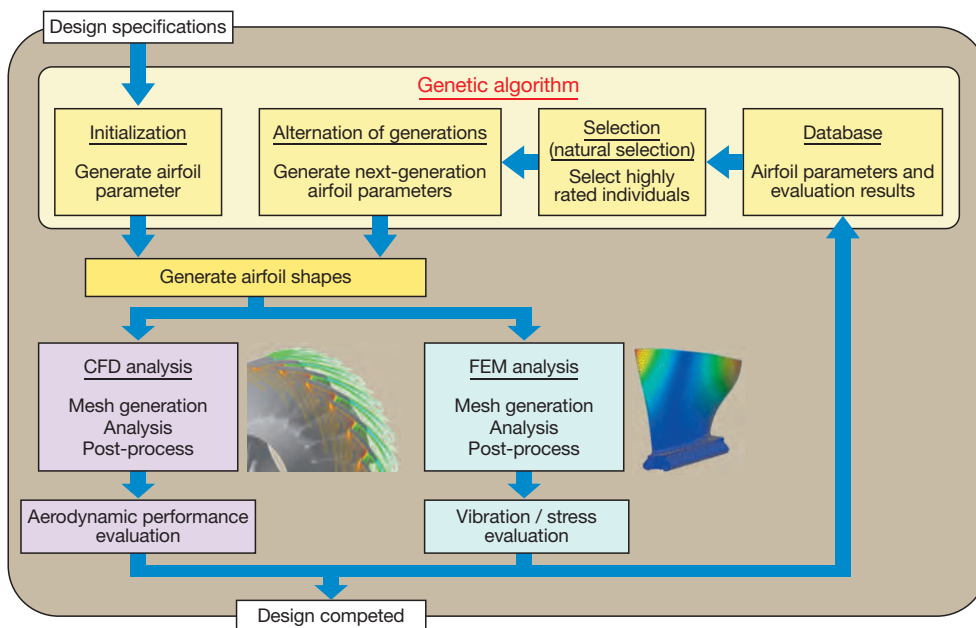 Design specifications
Genetic algorithm
Initialization
Generate airfoil
parameter
Alternation of generations
Generate next-generation
airfoil parameters
Selection
(natural selection)
Select highly
rated individuals
Database
Airfoil parameters and
evaluation results
Generate airfoil shapes
CFD analysis
Mesh generation
Analysis
Post-process
FEM analysis
Mesh generation
Analysis
Post-process
Aerodynamic performance
evaluation
Vibration / stress
evaluation
Design competed